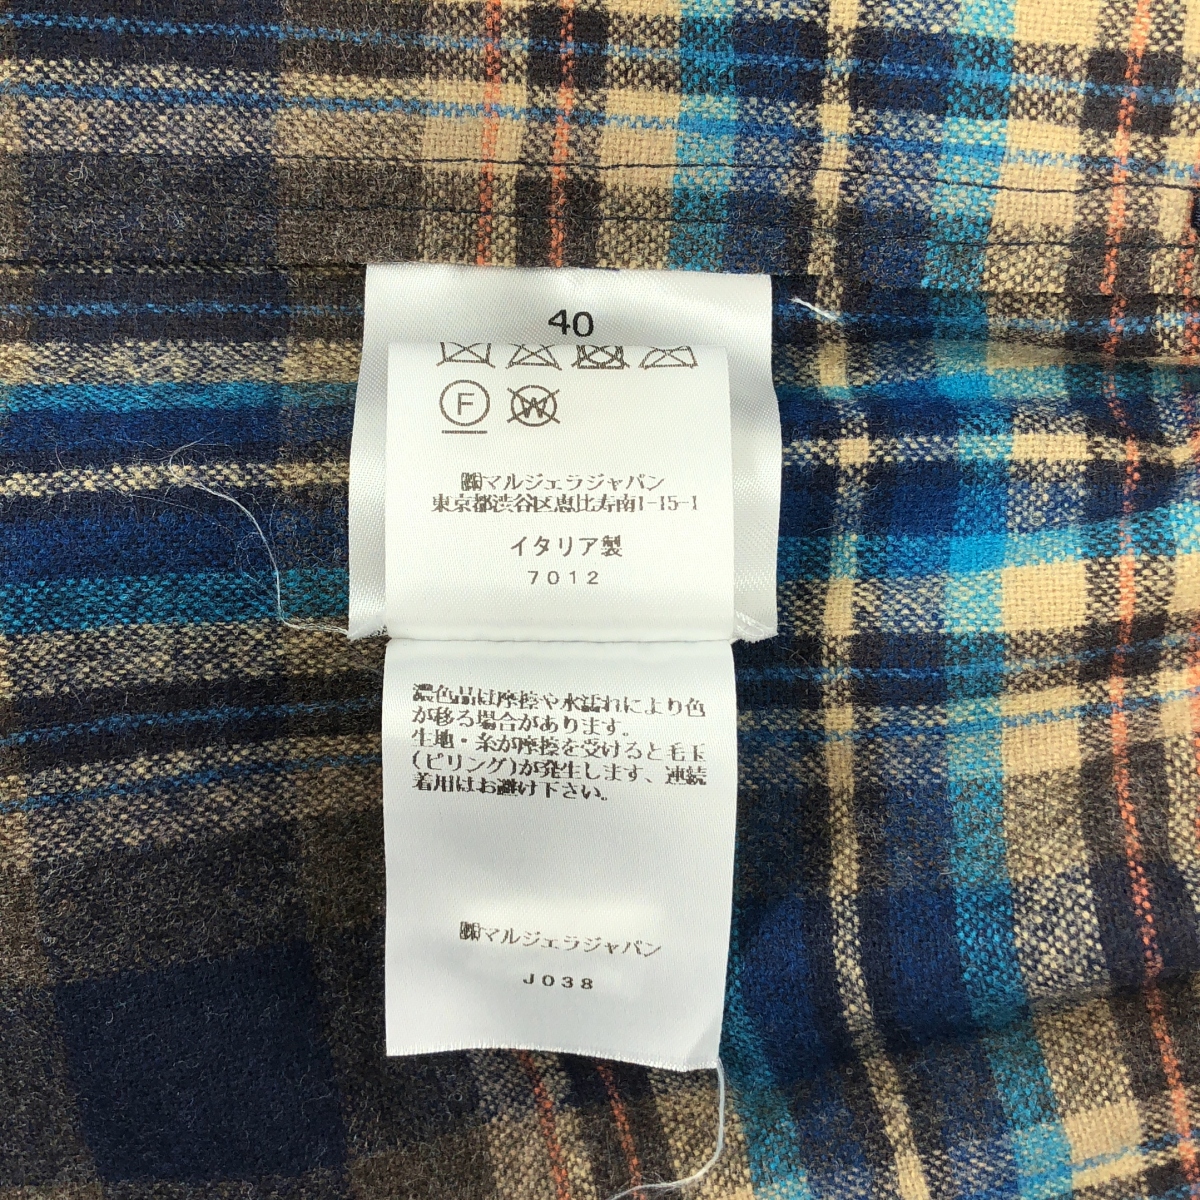 40
F
W
㈱マルジェラジャパン
東京都渋谷区恵比寿南1-15-1
イタリア製
7012
濃色品は摩擦や水濡れにより色
が移る場合があります。
生地・糸が摩擦を受けると毛玉
(ピリング)が発生します、連続
着用はお避け下さい。
㈱マルジェラジャパン
J038